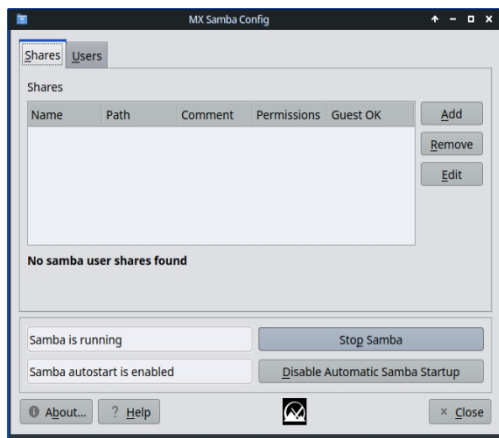 MX Samba Config
Shares Users
Shares
Name Path Comment Permissions Guest OK
Add
Remove
Edit
No samba user shares found
Samba is running Stop Samba
Samba autostart is enabled Disable Automatic Samba Startup
About... ? Help × Close